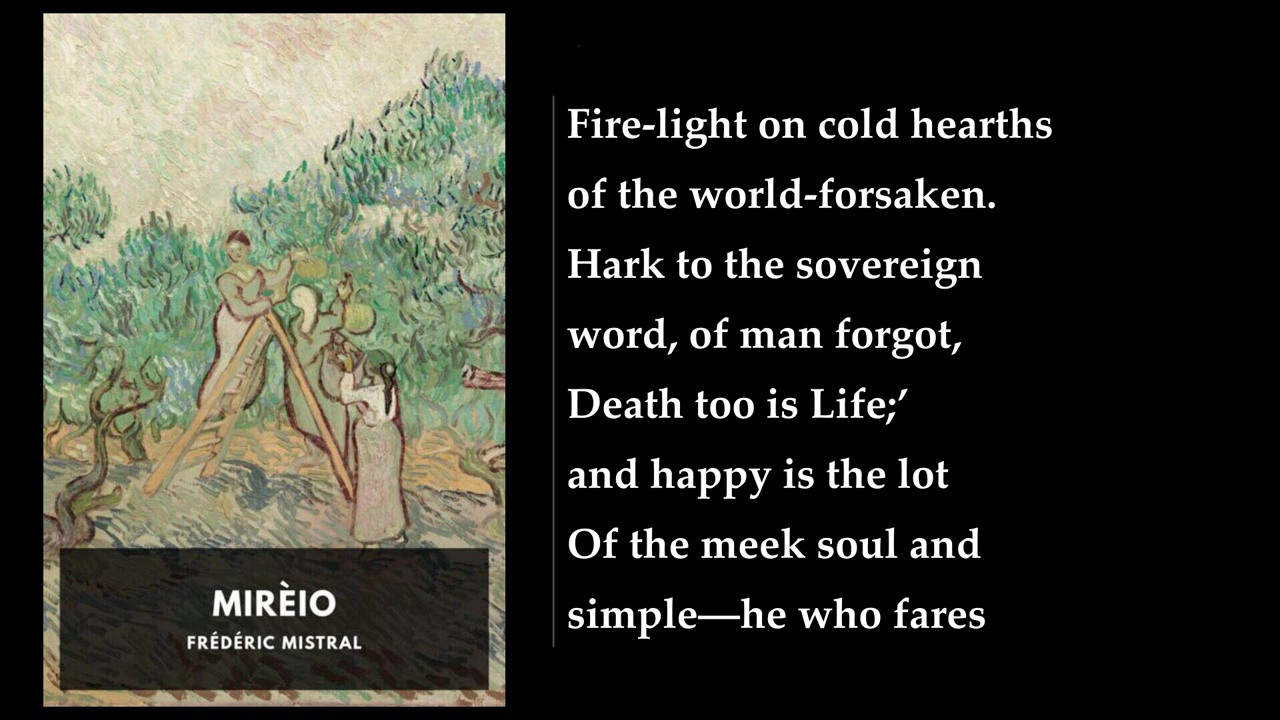 MIRÈIO
FRÉDÉRIC MISTRAL
Fire-light on cold hearths
of the world-forsaken.
Hark to the sovereign
word, of man forgot,
Death too is Life;’
and happy is the lot
Of the meek soul and
simple—he who fares